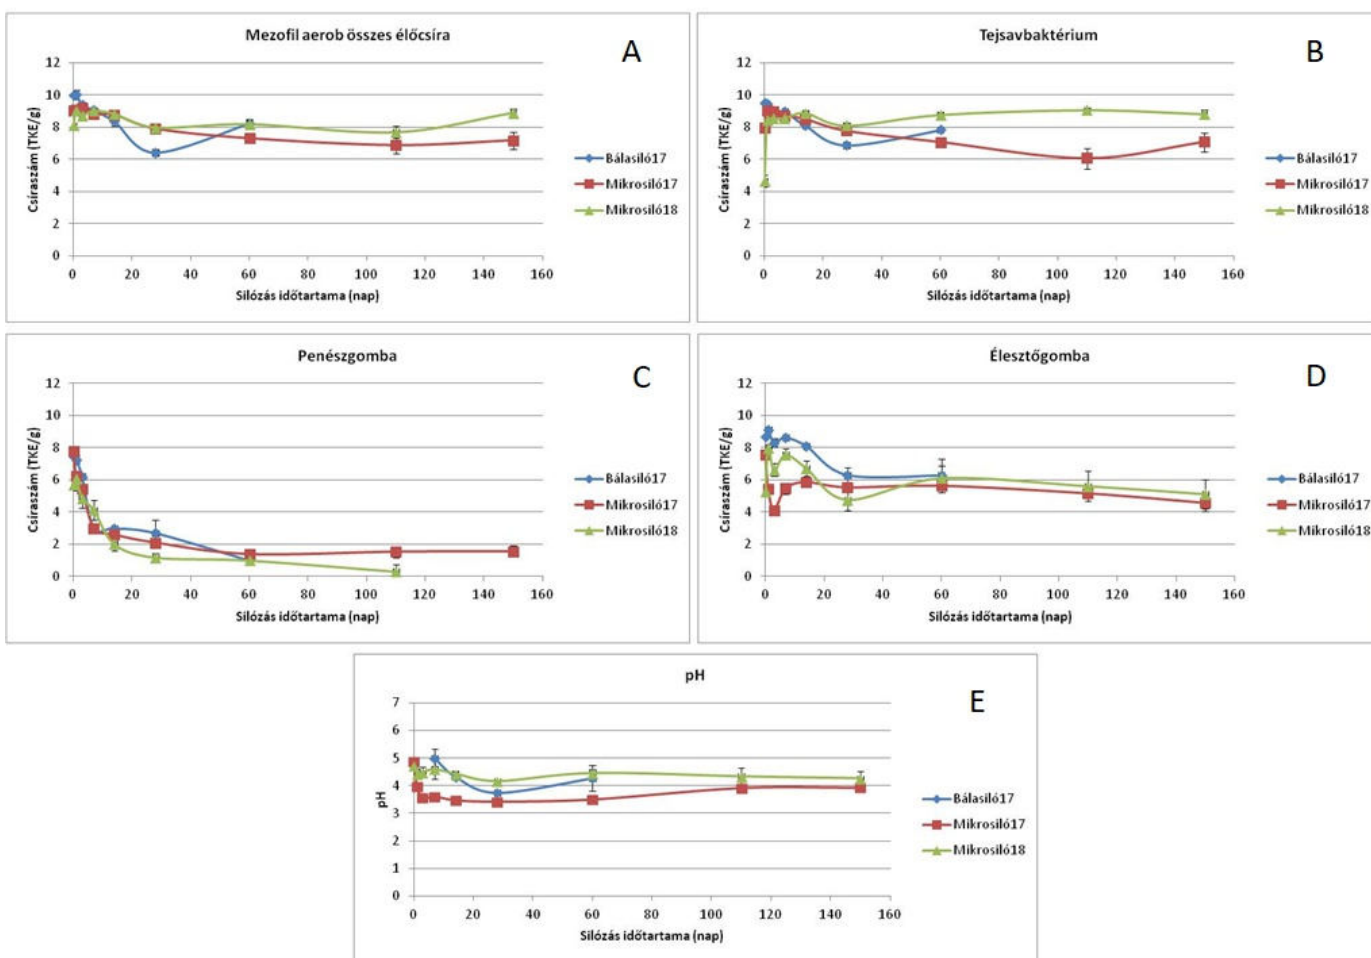 Mezofil aerob összes élőcsíra
A
Csíraszám (TKE/g)
12
10
8
6
4
2
0
0 20 40 60 80 100 120 140 160
Silózás időtartama (nap)
Bálasiló17
Mikrosiló17
Mikrosiló18
Tejsavbaktérium
B
Csíraszám (TKE/g)
12
10
8
6
4
2
0
0 20 40 60 80 100 120 140 160
Silózás időtartama (nap)
Bálasiló17
Mikrosiló17
Mikrosiló18
Penészgomba
C
Csíraszám (TKE/g)
12
10
8
6
4
2
0
0 20 40 60 80 100 120 140 160
Silózás időtartama (nap)
Bálasiló17
Mikrosiló17
Mikrosiló18
Élesztőgomba
D
Csíraszám (TKE/g)
12
10
8
6
4
2
0
0 20 40 60 80 100 120 140 160
Silózás időtartama (nap)
Bálasiló17
Mikrosiló17
Mikrosiló18
pH
E
pH
7
6
5
4
3
2
1
0
0 20 40 60 80 100 120 140 160
Silózás időtartama (nap)
Bálasiló17
Mikrosiló17
Mikrosiló18